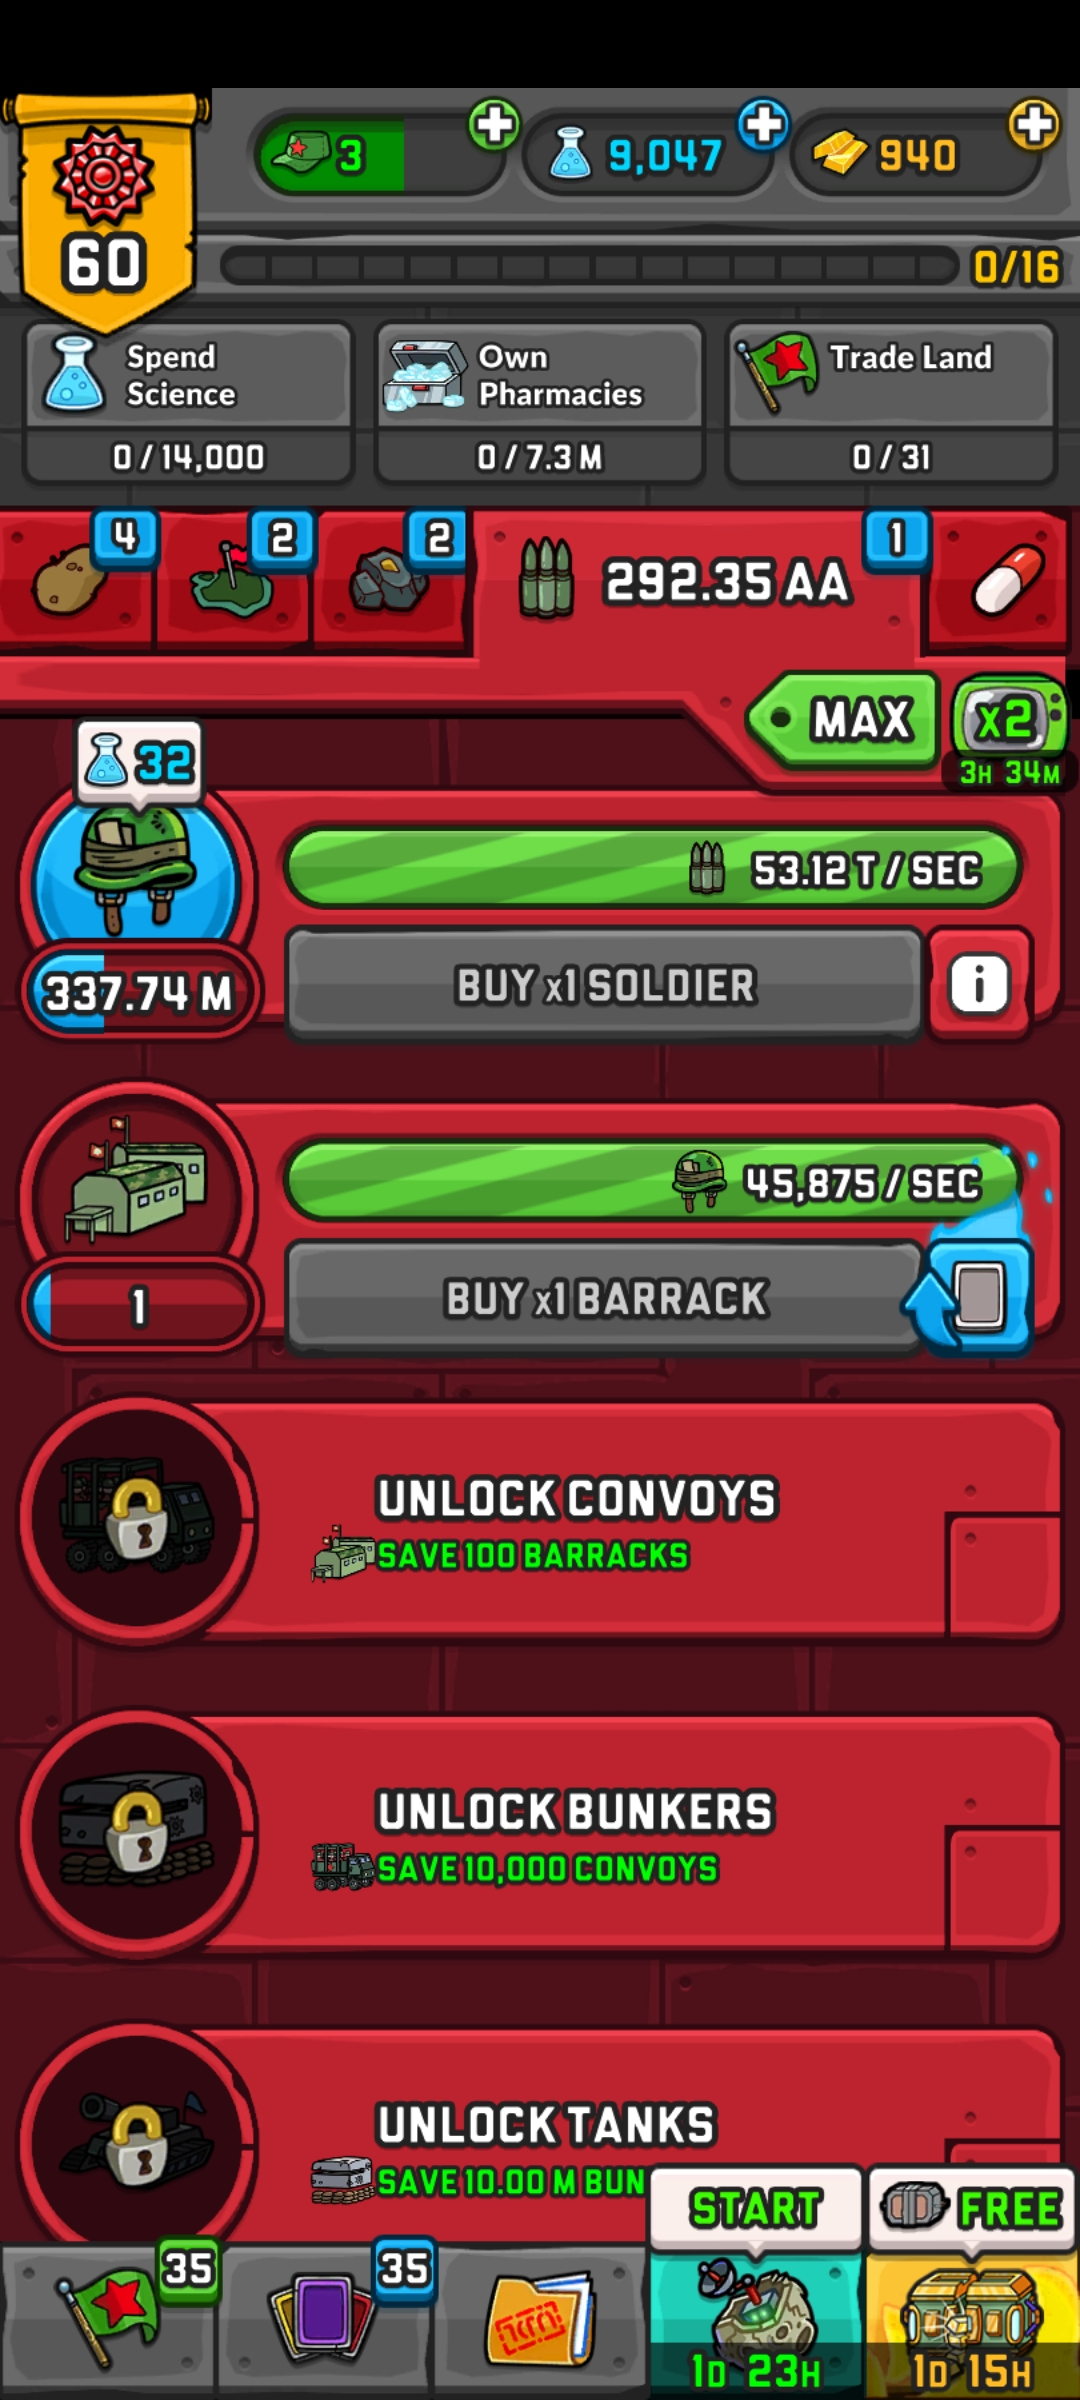 60
3
9,047
940
0/16
Spend
Science
0/14,000
Own
Pharmacies
0/7.3 M
Trade Land
0/31
4
2
2
292.35 AA
1
MAX
x2
3H 34M
32
53.12 T/SEC
337.74 M
BUY x1 SOLDIER
i
45,875/SEC
1
BUY x1 BARRACK
UNLOCK CONVOYS
SAVE 100 BARRACKS
UNLOCK BUNKERS
SAVE 10,000 CONVOYS
UNLOCK TANKS
SAVE 10.00 M BUN
START
FREE
35
35
1D 23H
1D 15H